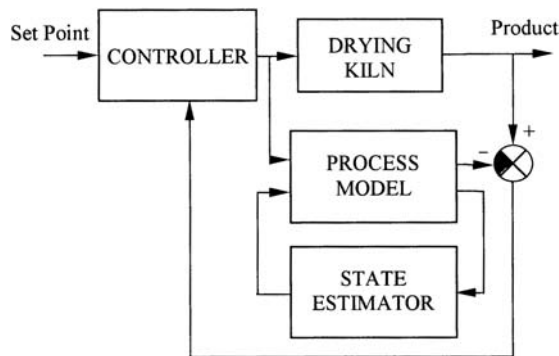 Set Point
CONTROLLER
DRYING
KILN
Product
+
−
PROCESS
MODEL
STATE
ESTIMATOR